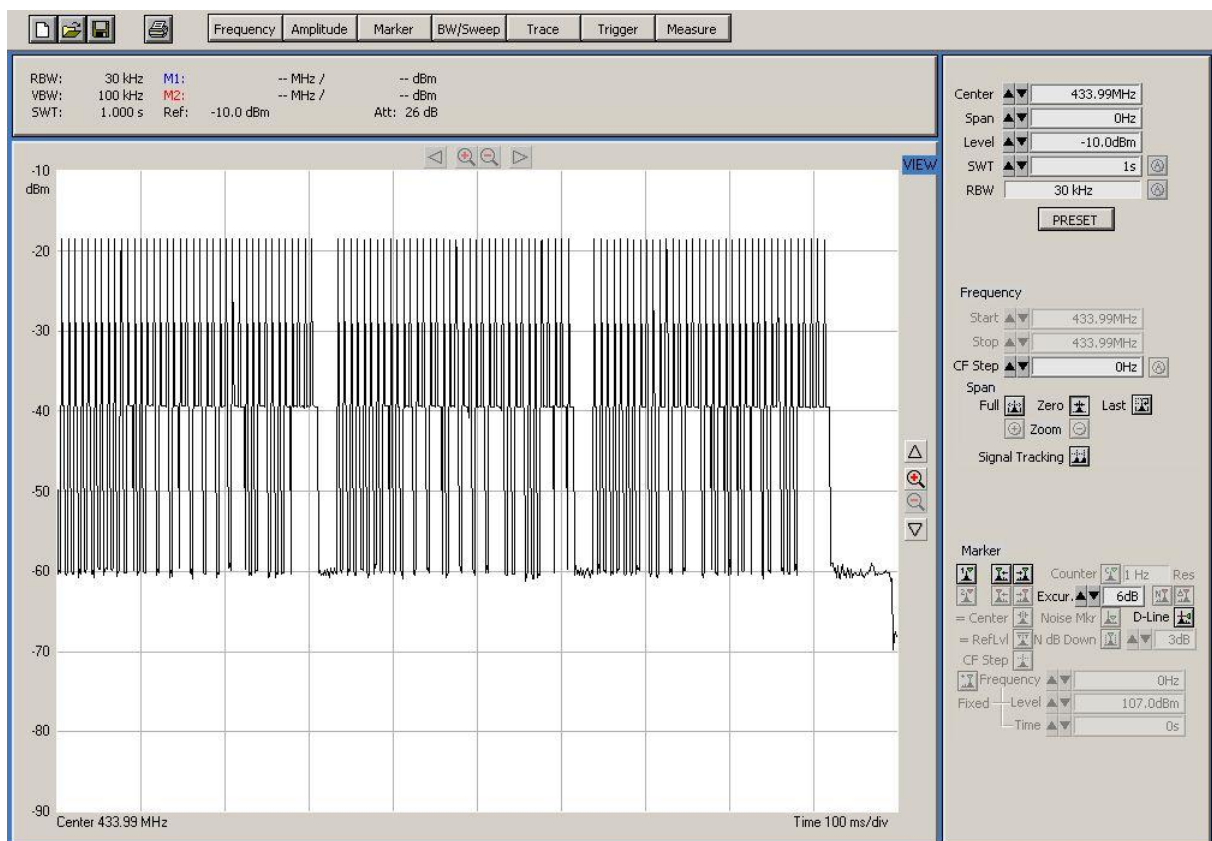 Frequency Amplitude Marker BW/Sweep Trace Trigger Measure
RBW: 30 kHz M1: -- MHz / -- dBm
VBW: 100 kHz M2: -- MHz / -- dBm
SWT: 1.000 s Ref: -10.0 dBm Att: 26 dB
VIEW
-10
dBm
-20
-30
-40
-50
-60
-70
-80
-90
Center 433.99 MHz Time 100 ms/div
Center 433.99MHz
Span 0Hz
Level -10.0dBm
SWT 1s
RBW 30 kHz
PRESET
Frequency
Start 433.99MHz
Stop 433.99MHz
CF Step 0Hz
Span
Full Zero Last
Zoom
Signal Tracking
Marker
Counter 1 Hz Res
Excur. 6dB
= Center Noise Mkr D-Line
= RefLvl N dB Down 3dB
CF Step
Frequency 0Hz
Fixed Level 107.0dBm
Time 0s